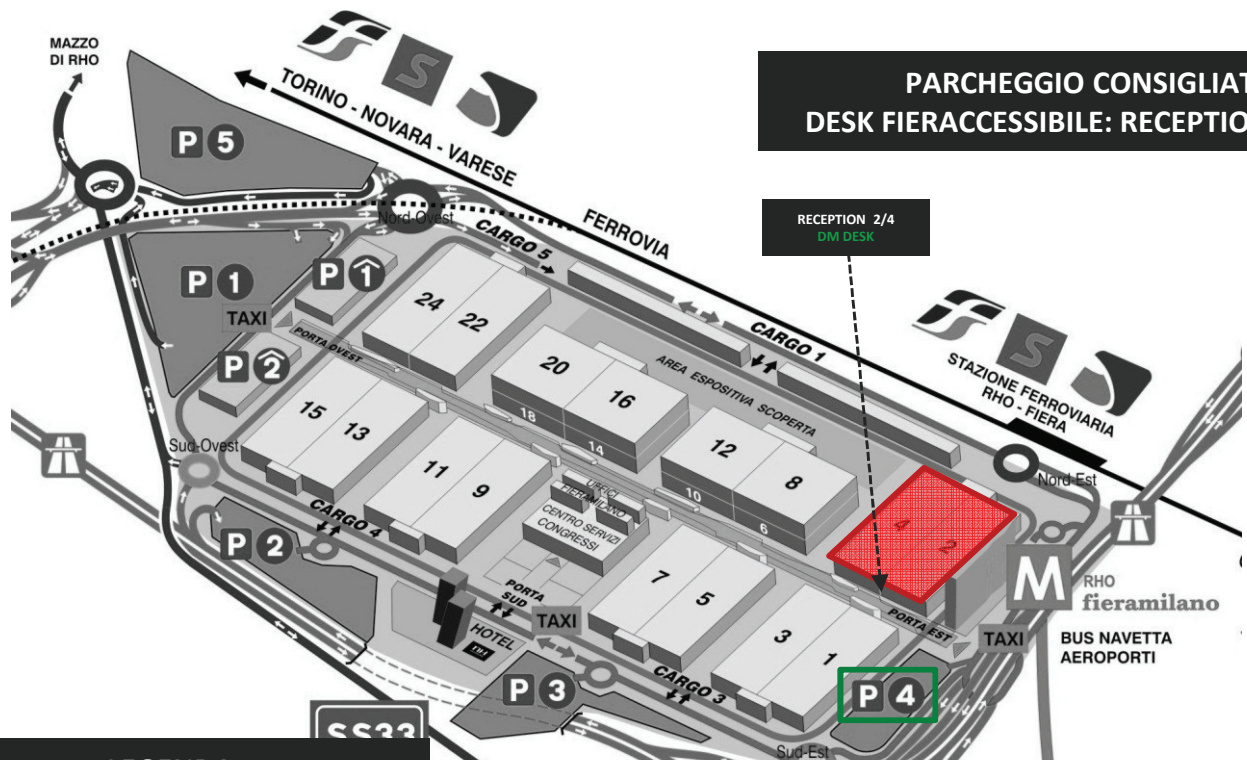 MAZZO
DI RHO
TORINO - NOVARA - VARESE
FERROVIA
PARCHEGGIO CONSIGLIAT
DESK FIERACCESSIBILE: RECEPTIO
RECEPTION 2/4
DM DESK
P 5
Nord-Ovest
CARGO 5
P 1
P 1
TAXI
PORTA OVEST
P 2
24
22
20
16
18
14
AREA ESPOSITIVA SCOPERTA
CARGO 1
S
S
STAZIONE FERROVIARIA
RHO - FIERA
Nord-Est
15
13
11
9
12
8
10
6
4
2
Sud-Ovest
CARGO 4
P 2
UFFICI
FIERAMILANO
CENTRO SERVIZI
CONGRESSI
7
5
3
1
PORTA EST
M
RHO
fieramilano
TAXI
BUS NAVETTA
AEROPORTI
PORTA
SUD
TAXI
HOTEL
NH
P 3
CARGO 3
P 4
Sud-Est
SS33